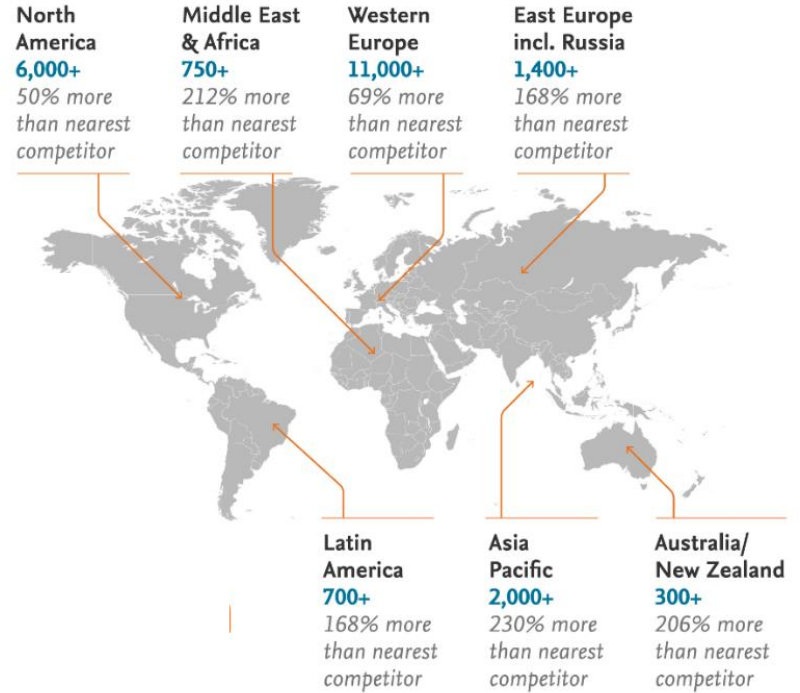 North
America
6,000+
50% more
than nearest
competitor
Middle East
& Africa
750+
212% more
than nearest
competitor
Western
Europe
11,000+
69% more
than nearest
competitor
East Europe
incl. Russia
1,400+
168% more
than nearest
competitor
Latin
America
700+
168% more
than nearest
competitor
Asia
Pacific
2,000+
230% more
than nearest
competitor
Australia/
New Zealand
300+
206% more
than nearest
competitor